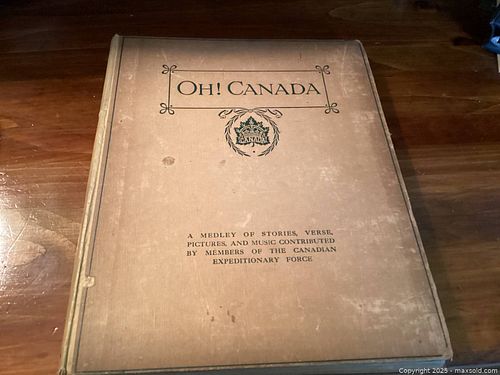 OH! CANADA
CANADA
A MEDLEY OF STORIES, VERSE,
PICTURES, AND MUSIC CONTRIBUTED
BY MEMBERS OF THE CANADIAN
EXPEDITIONARY FORCE
Copyright 2025 - maxsold.com